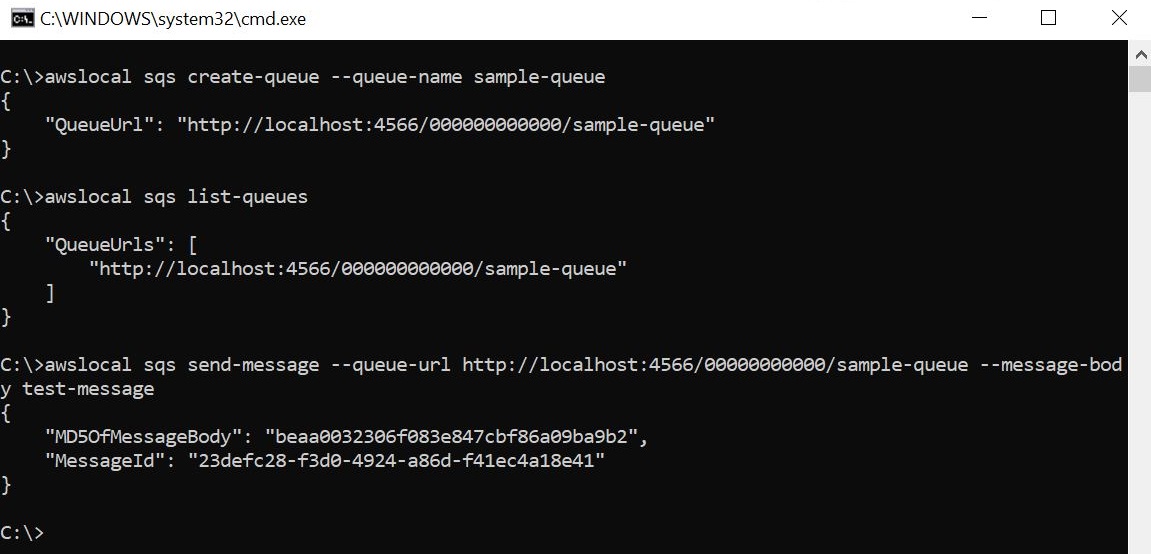 C:\WINDOWS\system32\cmd.exe
C:\>awslocal sqs create-queue --queue-name sample-queue
{
    "QueueUrl": "http://localhost:4566/000000000000/sample-queue"
}
C:\>awslocal sqs list-queues
{
    "QueueUrls": [
        "http://localhost:4566/000000000000/sample-queue"
    ]
}
C:\>awslocal sqs send-message --queue-url http://localhost:4566/00000000000/sample-queue --message-bod
y test-message
{
    "MD5OfMessageBody": "beaa0032306f083e847cbf86a09ba9b2",
    "MessageId": "23defc28-f3d0-4924-a86d-f41ec4a18e41"
}
C:\>